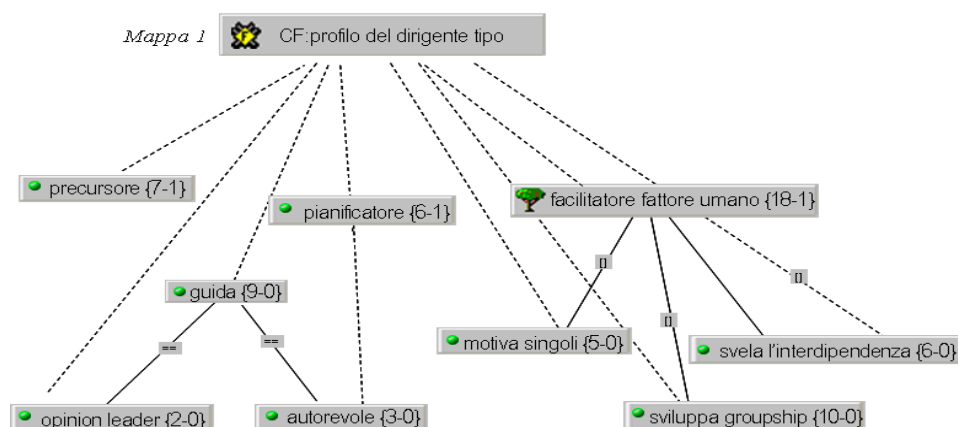 Mappa 1
CF:profilo del dirigente tipo
precursore {7-1}
pianificatore {6-1}
facilitatore fattore umano {18-1}
[]
guida {9-0}
[]
==
==
motiva singoli {5-0}
svela l'interdipendenza {6-0}
[]
opinion leader {2-0}
autorevole {3-0}
sviluppa groupship {10-0}